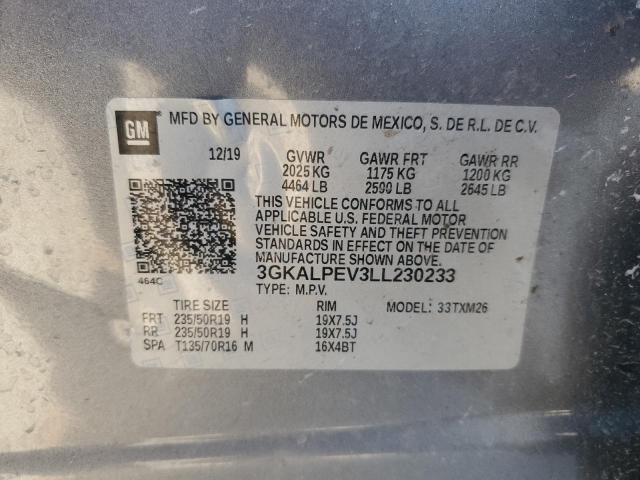 GM ® MFD BY GENERAL MOTORS DE MEXICO, S. DE R.L. DE C.V.
12/19 GVWR GAWR FRT GAWR RR
2025 KG 1175 KG 1200 KG
4464 LB 2590 LB 2645 LB
THIS VEHICLE CONFORMS TO ALL
APPLICABLE U.S. FEDERAL MOTOR
VEHICLE SAFETY AND THEFT PREVENTION
STANDARDS IN EFFECT ON THE DATE OF
MANUFACTURE SHOWN ABOVE.
464C 3GKALPEV3LL230233
TYPE: M.P.V.
TIRE SIZE RIM MODEL: 33TXM26
FRT 235/50R19 H 19X7.5J
RR 235/50R19 H 19X7.5J
SPA T135/70R16 M 16X4BT